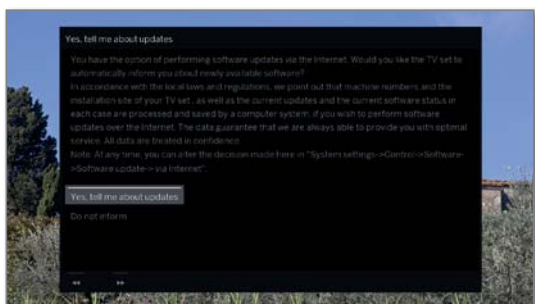 Yes, tell me about updates
You have the option of performing software updates via the Internet. Would you like the TV set to
automatically inform you about newly available software?
In accordance with the local laws and regulations, we point out that machine numbers and the
installation site of your TV set , as well as the current updates and the current software status in
each case are processed and saved by a computer system, if you wish to perform software
updates over the Internet. The data guarantee that we are always able to provide you with optimal
service. All data are treated in confidence.
Note: At any time, you can alter the decision made here in "System settings->Control->Software-
>Software update-> via Internet".
Yes, tell me about updates
Do not inform